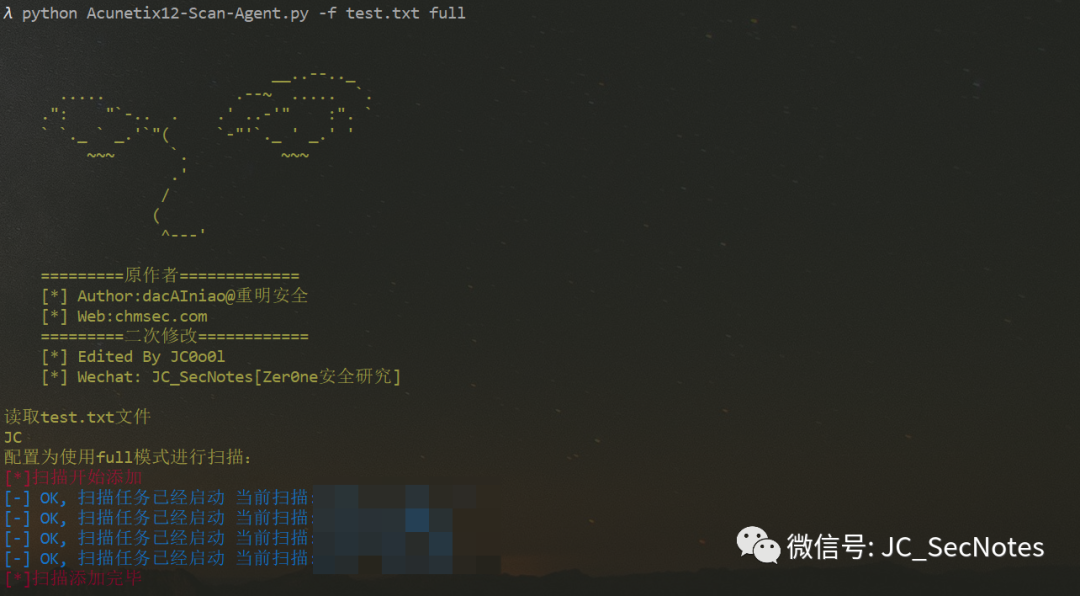 λ python Acunetix12-Scan-Agent.py -f test.txt full
=========原作者=============
[*] Author:dacAIniao@重明安全
[*] Web:chmsec.com
=========二次修改============
[*] Edited By JC0o0l
[*] Wechat: JC_SecNotes[Zer0ne安全研究]
读取test.txt文件
JC
配置为使用full模式进行扫描:
[*]扫描开始添加
[-] OK, 扫描任务已经启动 当前扫描:
[-] OK, 扫描任务已经启动 当前扫描:
[-] OK, 扫描任务已经启动 当前扫描:
[-] OK, 扫描任务已经启动 当前扫描:
[*]扫描添加完毕
微信号: JC_SecNotes